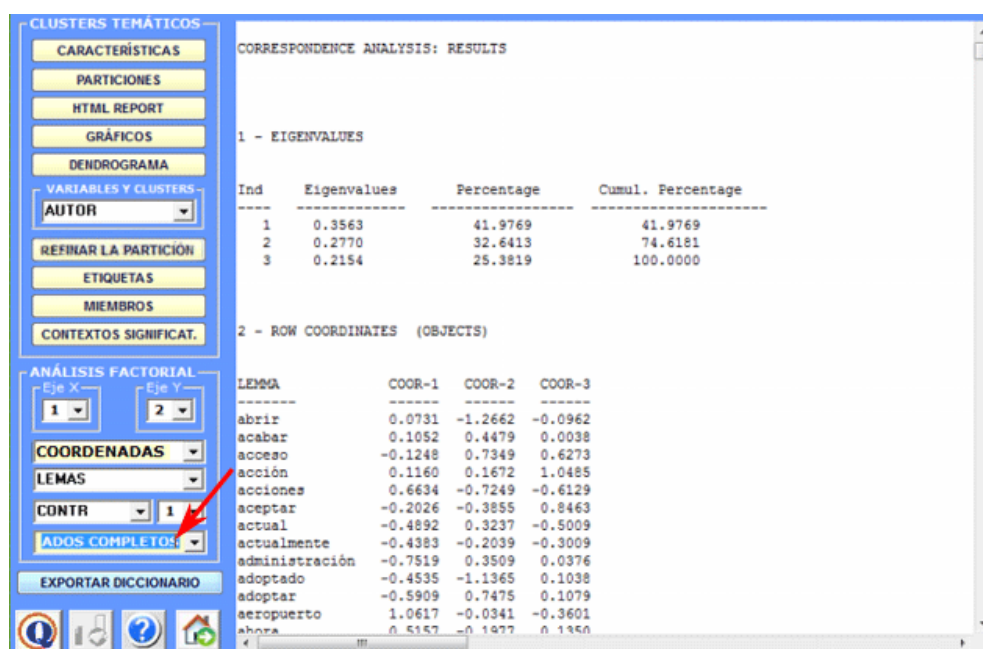 CLUSTERS TEMÁTICOS
CARACTERÍSTICAS
PARTICIONES
HTML REPORT
GRÁFICOS
DENDROGRAMA
VARIABLES Y CLUSTERS
AUTOR
REFINAR LA PARTICIÓN
ETIQUETAS
MIEMBROS
CONTEXTOS SIGNIFICAT.
ANÁLISIS FACTORIAL
Eje X Eje Y
1 2
COORDENADAS
LEMAS
CONTR 1
ADOS COMPLETOS
EXPORTAR DICCIONARIO
CORRESPONDENCE ANALYSIS: RESULTS
1 - EIGENVALUES
Ind Eigenvalues Percentage Cumul. Percentage
---- ------------- ----------------- ---------------------
1 0.3563 41.9769 41.9769
2 0.2770 32.6413 74.6181
3 0.2154 25.3819 100.0000
2 - ROW COORDINATES (OBJECTS)
LEMMA COOR-1 COOR-2 COOR-3
------- ------ ------ ------
abrir 0.0731 -1.2662 -0.0962
acabar 0.1052 0.4479 0.0038
acceso -0.1248 0.7349 0.6273
acción 0.1160 0.1672 1.0485
acciones 0.6634 -0.7249 -0.6129
aceptar -0.2026 -0.3855 0.8463
actual -0.4892 0.3237 -0.5009
actualmente -0.4383 -0.2039 -0.3009
administración -0.7519 0.3509 0.0376
adoptado -0.4535 -1.1365 0.1038
adoptar -0.5909 0.7475 0.1079
aeropuerto 1.0617 -0.0341 -0.3601
ahora 0.5157 -0.1977 0.1350